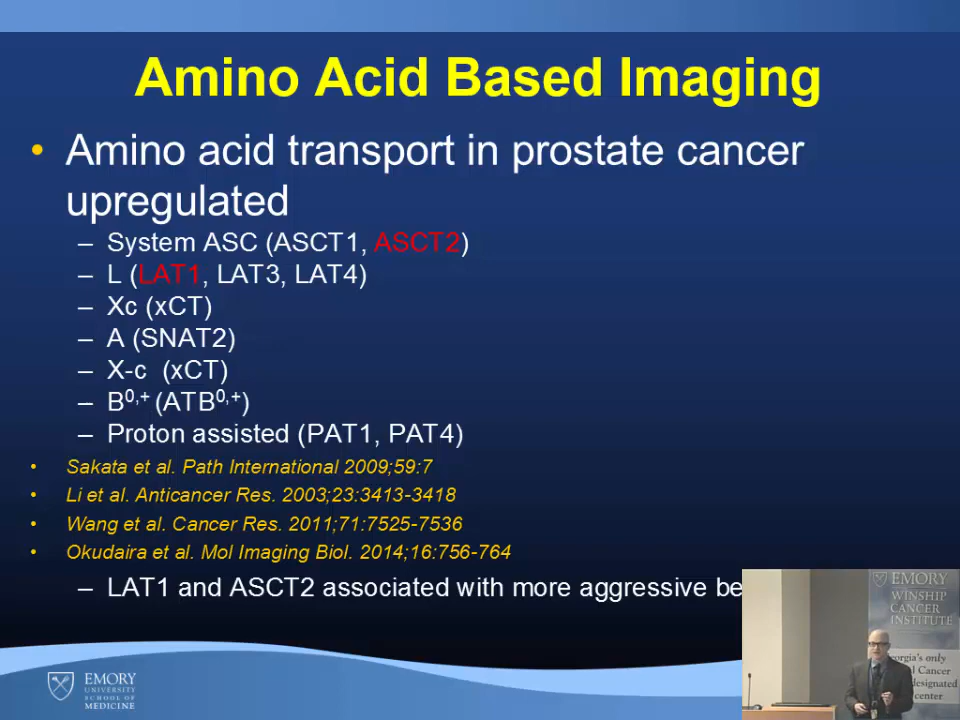 Amino Acid Based Imaging
• Amino acid transport in prostate cancer
upregulated
– System ASC (ASCT1, ASCT2)
– L (LAT1, LAT3, LAT4)
– Xc (xCT)
– A (SNAT2)
– X-c (xCT)
– B0,+ (ATB0,+)
– Proton assisted (PAT1, PAT4)
• Sakata et al. Path International 2009;59:7
• Li et al. Anticancer Res. 2003;23:3413-3418
• Wang et al. Cancer Res. 2011;71:7525-7536
• Okudaira et al. Mol Imaging Biol. 2014;16:756-764
– LAT1 and ASCT2 associated with more aggressive be
EMORY
UNIVERSITY
SCHOOL OF
MEDICINE
EMORY
WINSHIP
CANCER
INSTITUTE
only
Cancer
designated
center